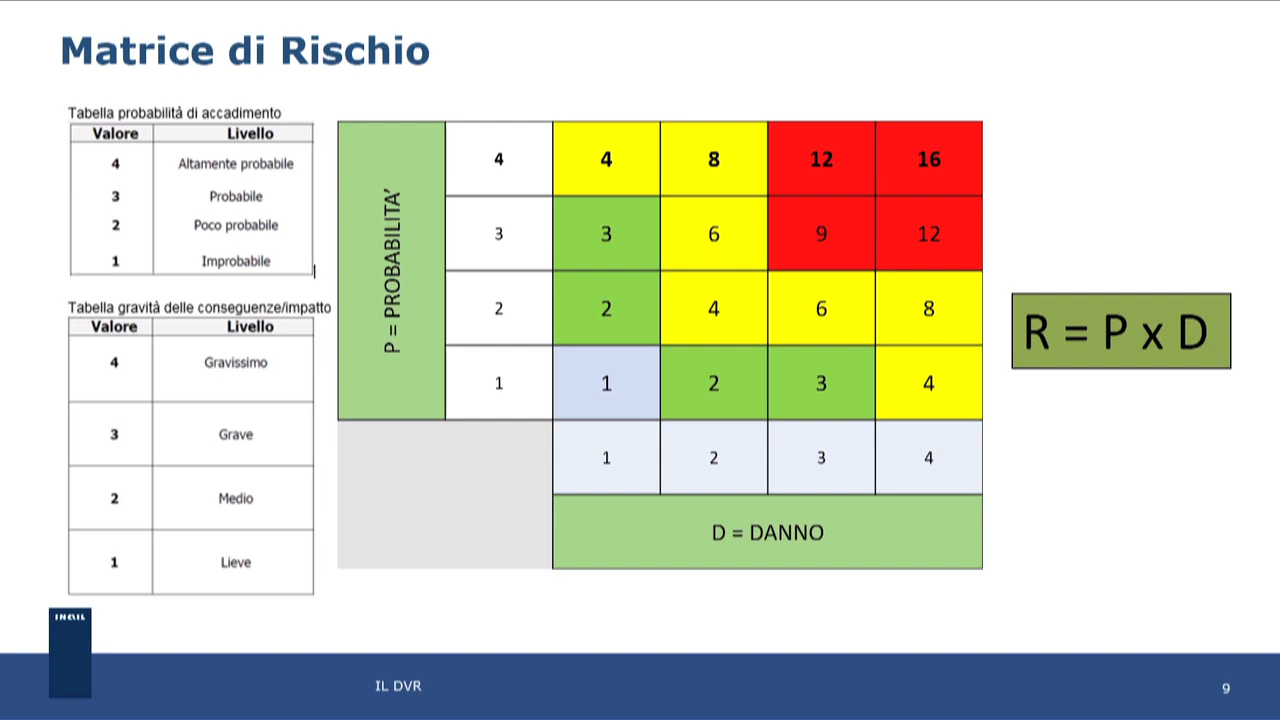 Matrice di Rischio
Tabella probabilità di accadimento
Valore Livello
4 Altamente probabile
3 Probabile
2 Poco probabile
1 Improbabile
Tabella gravità delle conseguenze/impatto
Valore Livello
4 Gravissimo
3 Grave
2 Medio
1 Lieve
P = PROBABILITA'
4 4 8 12 16
3 3 6 9 12
2 2 4 6 8
1 1 2 3 4
1 2 3 4
D = DANNO
R = P x D
INAIL
IL DVR
9